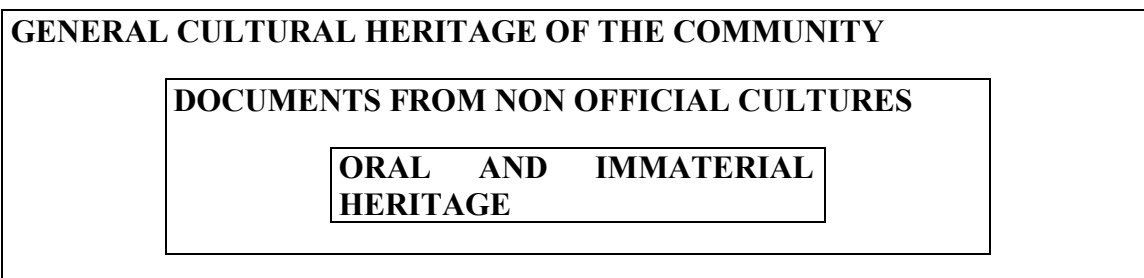 GENERAL CULTURAL HERITAGE OF THE COMMUNITY
DOCUMENTS FROM NON OFFICIAL CULTURES
ORAL AND IMMATERIAL
HERITAGE